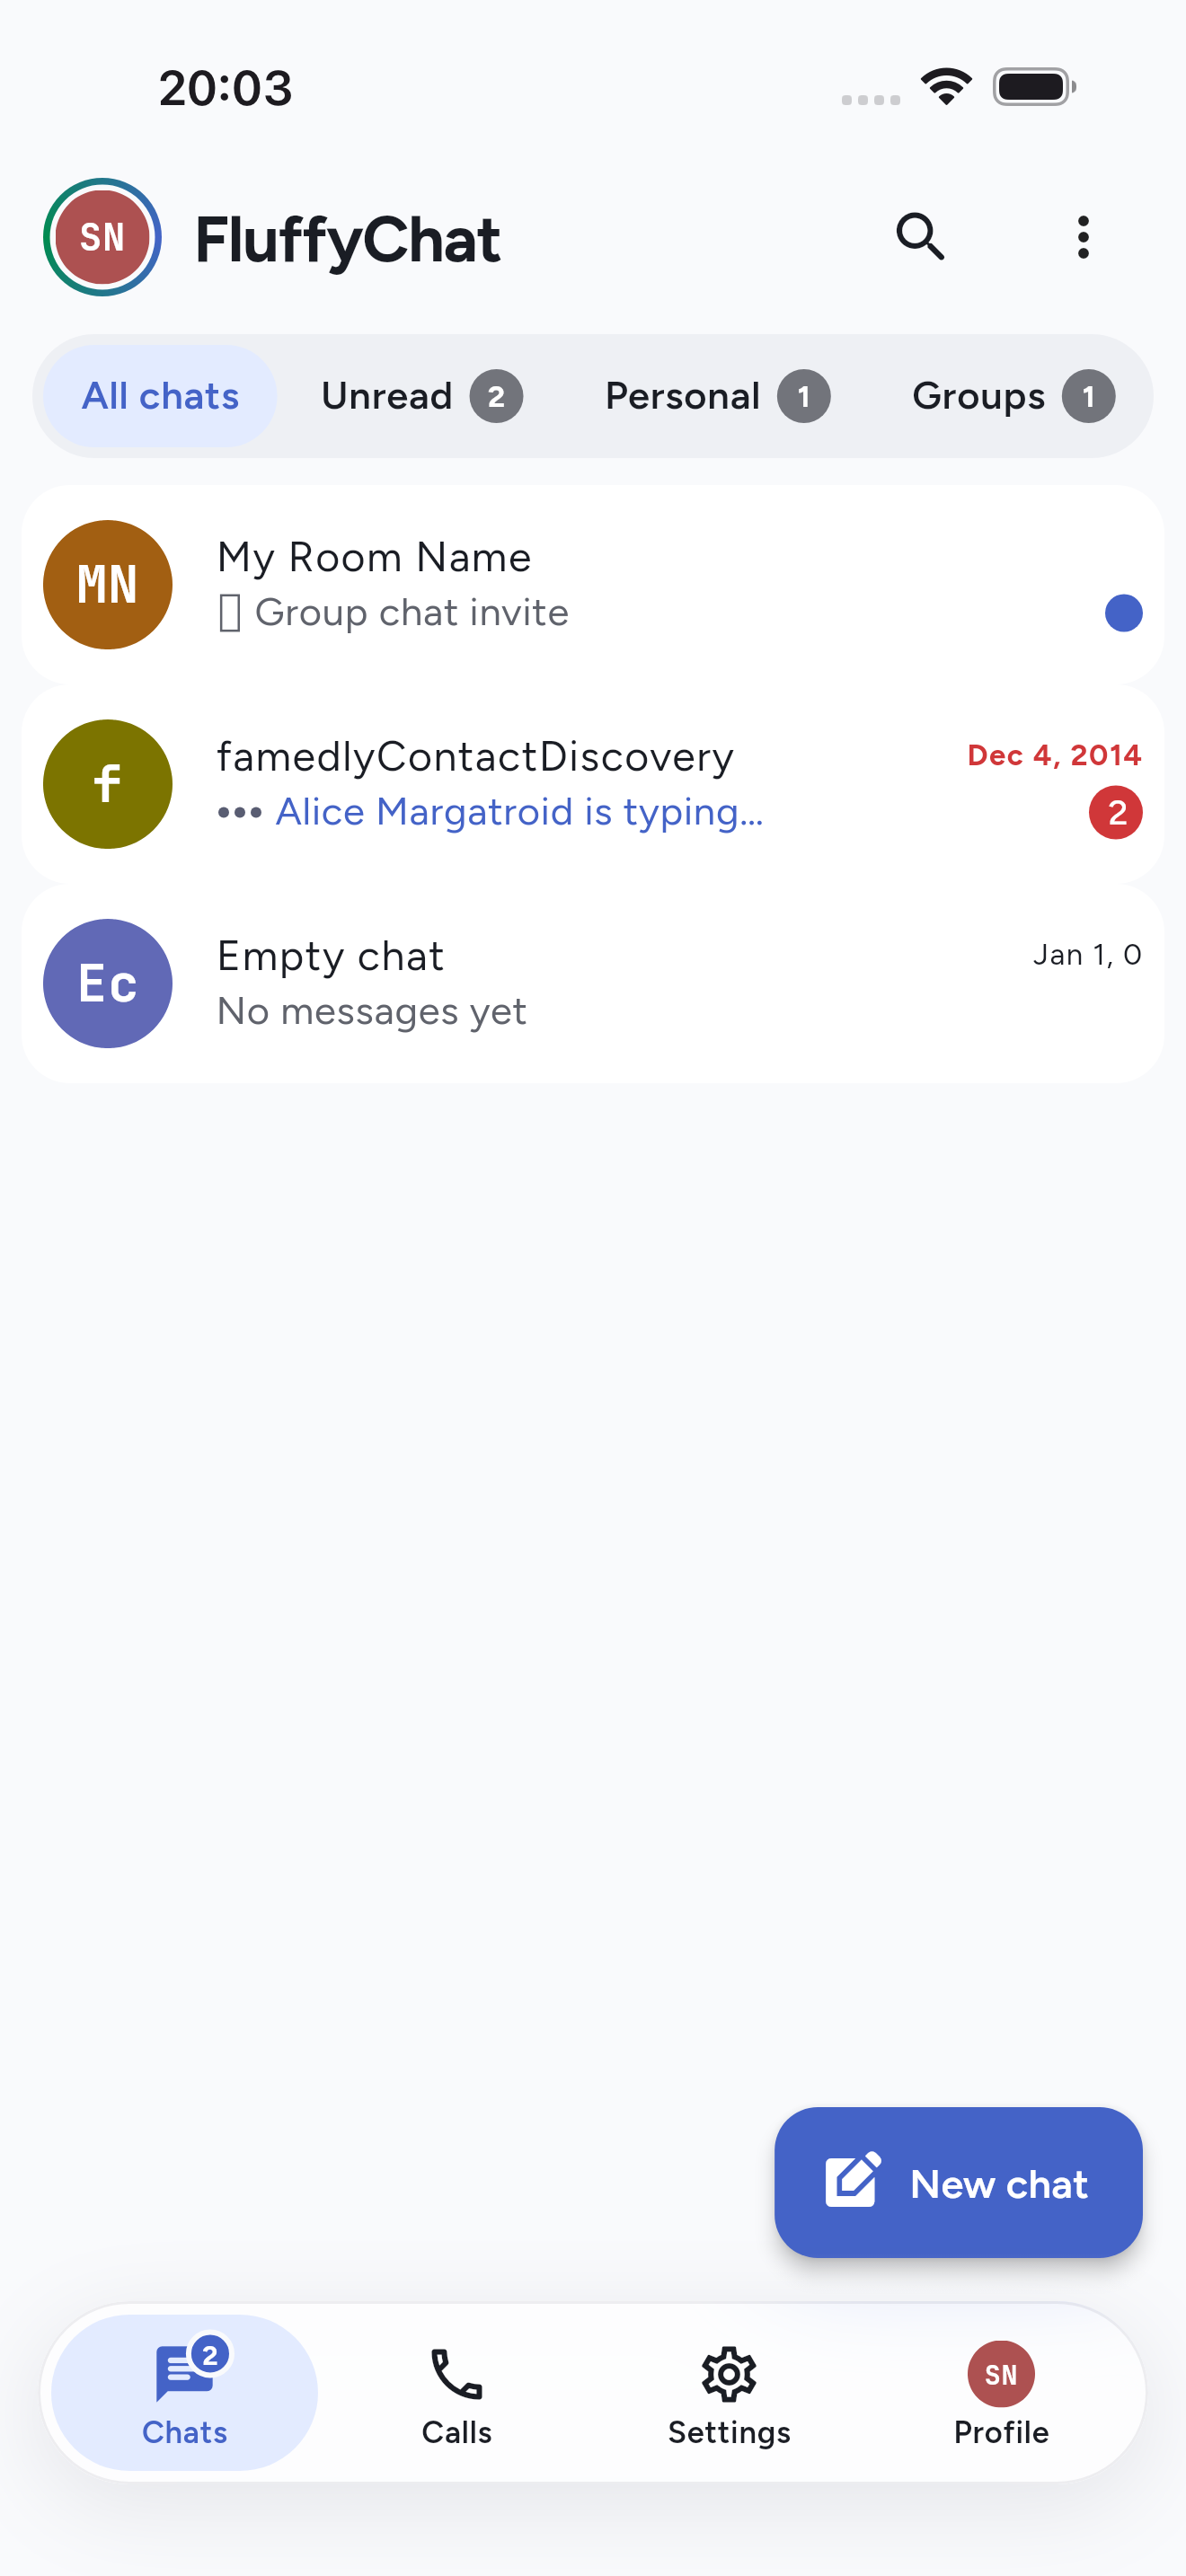 20:03
SN FluffyChat
All chats Unread 2 Personal 1 Groups 1
MN My Room Name
Group chat invite
f famedlyContactDiscovery Dec 4, 2014
••• Alice Margatroid is typing... 2
Ec Empty chat Jan 1, 0
No messages yet
New chat
2 SN
Chats Calls Settings Profile